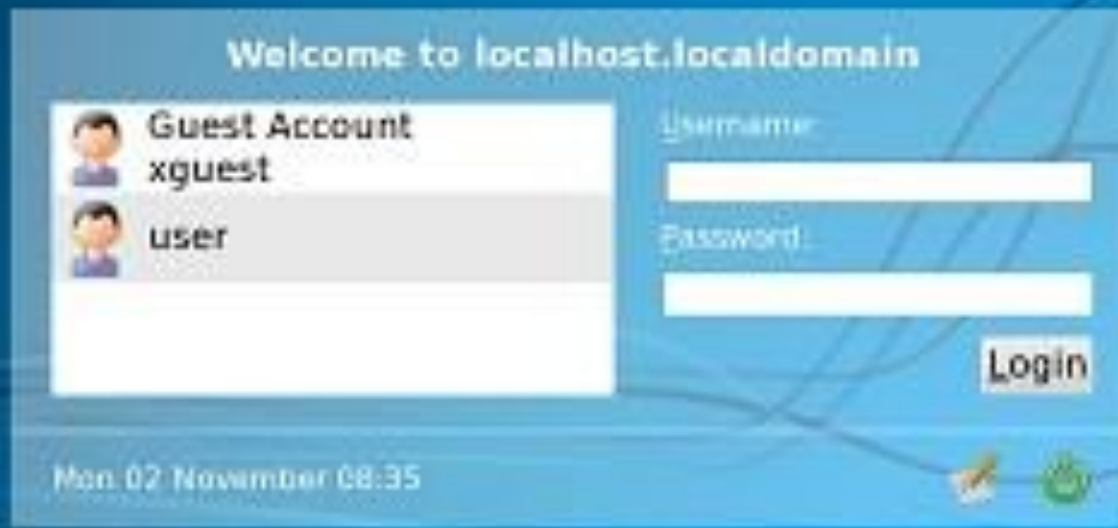 Welcome to localhost.localdomain
Guest Account
xguest
user
Username:
Password:
Login
Mon 02 November 08:35